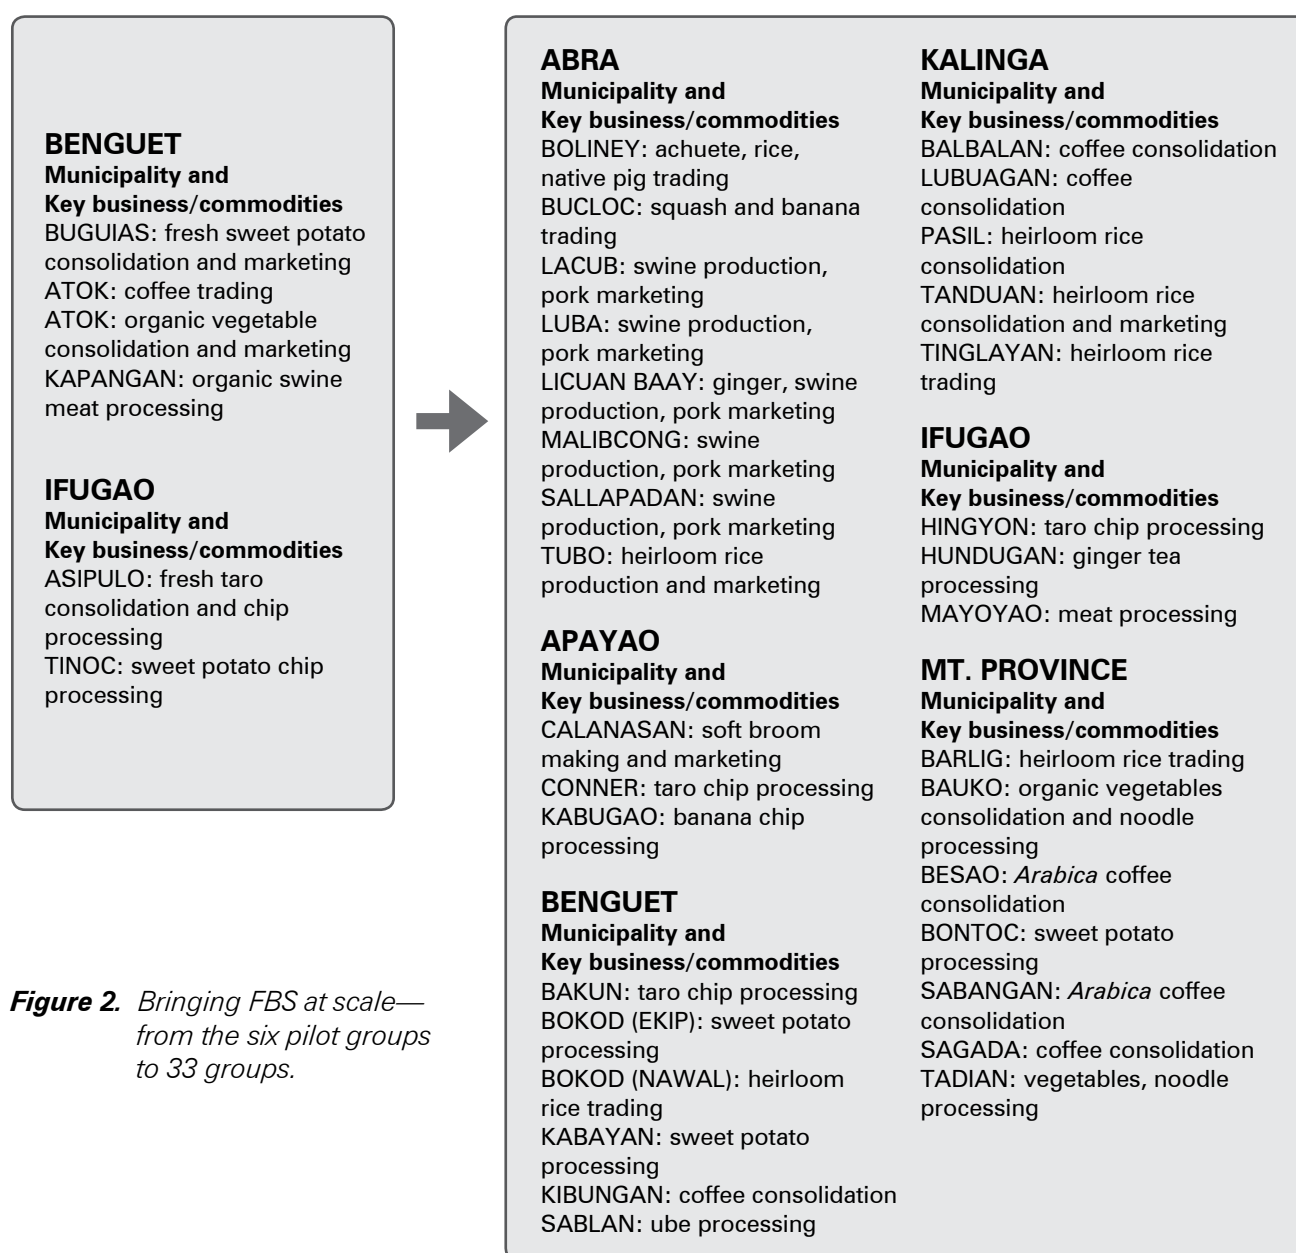 BENGUET
Municipality and
Key business/commodities
BUGUIAS: fresh sweet potato
consolidation and marketing
ATOK: coffee trading
ATOK: organic vegetable
consolidation and marketing
KAPANGAN: organic swine
meat processing
IFUGAO
Municipality and
Key business/commodities
ASIPULO: fresh taro
consolidation and chip
processing
TINOC: sweet potato chip
processing
ABRA
Municipality and
Key business/commodities
BOLINEY: achuete, rice,
native pig trading
BUCLOC: squash and banana
trading
LACUB: swine production,
pork marketing
LUBA: swine production,
pork marketing
LICUAN BAAY: ginger, swine
production, pork marketing
MALIBCONG: swine
production, pork marketing
SALLAPADAN: swine
production, pork marketing
TUBO: heirloom rice
production and marketing
APAYAO
Municipality and
Key business/commodities
CALANASAN: soft broom
making and marketing
CONNER: taro chip processing
KABUGAO: banana chip
processing
BENGUET
Municipality and
Key business/commodities
BAKUN: taro chip processing
BOKOD (EKIP): sweet potato
processing
BOKOD (NAWAL): heirloom
rice trading
KABAYAN: sweet potato
processing
KIBUNGAN: coffee consolidation
SABLAN: ube processing
KALINGA
Municipality and
Key business/commodities
BALBALAN: coffee consolidation
LUBUAGAN: coffee
consolidation
PASIL: heirloom rice
consolidation
TANDUAN: heirloom rice
consolidation and marketing
TINGLAYAN: heirloom rice
trading
IFUGAO
Municipality and
Key business/commodities
HINGYON: taro chip processing
HUNDUGAN: ginger tea
processing
MAYOYAO: meat processing
MT. PROVINCE
Municipality and
Key business/commodities
BARLIG: heirloom rice trading
BAUKO: organic vegetables
consolidation and noodle
processing
BESAO: Arabica coffee
consolidation
BONTOC: sweet potato
processing
SABANGAN: Arabica coffee
consolidation
SAGADA: coffee consolidation
TADIAN: vegetables, noodle
processing
Figure 2. Bringing FBS at scale—
from the six pilot groups
to 33 groups.